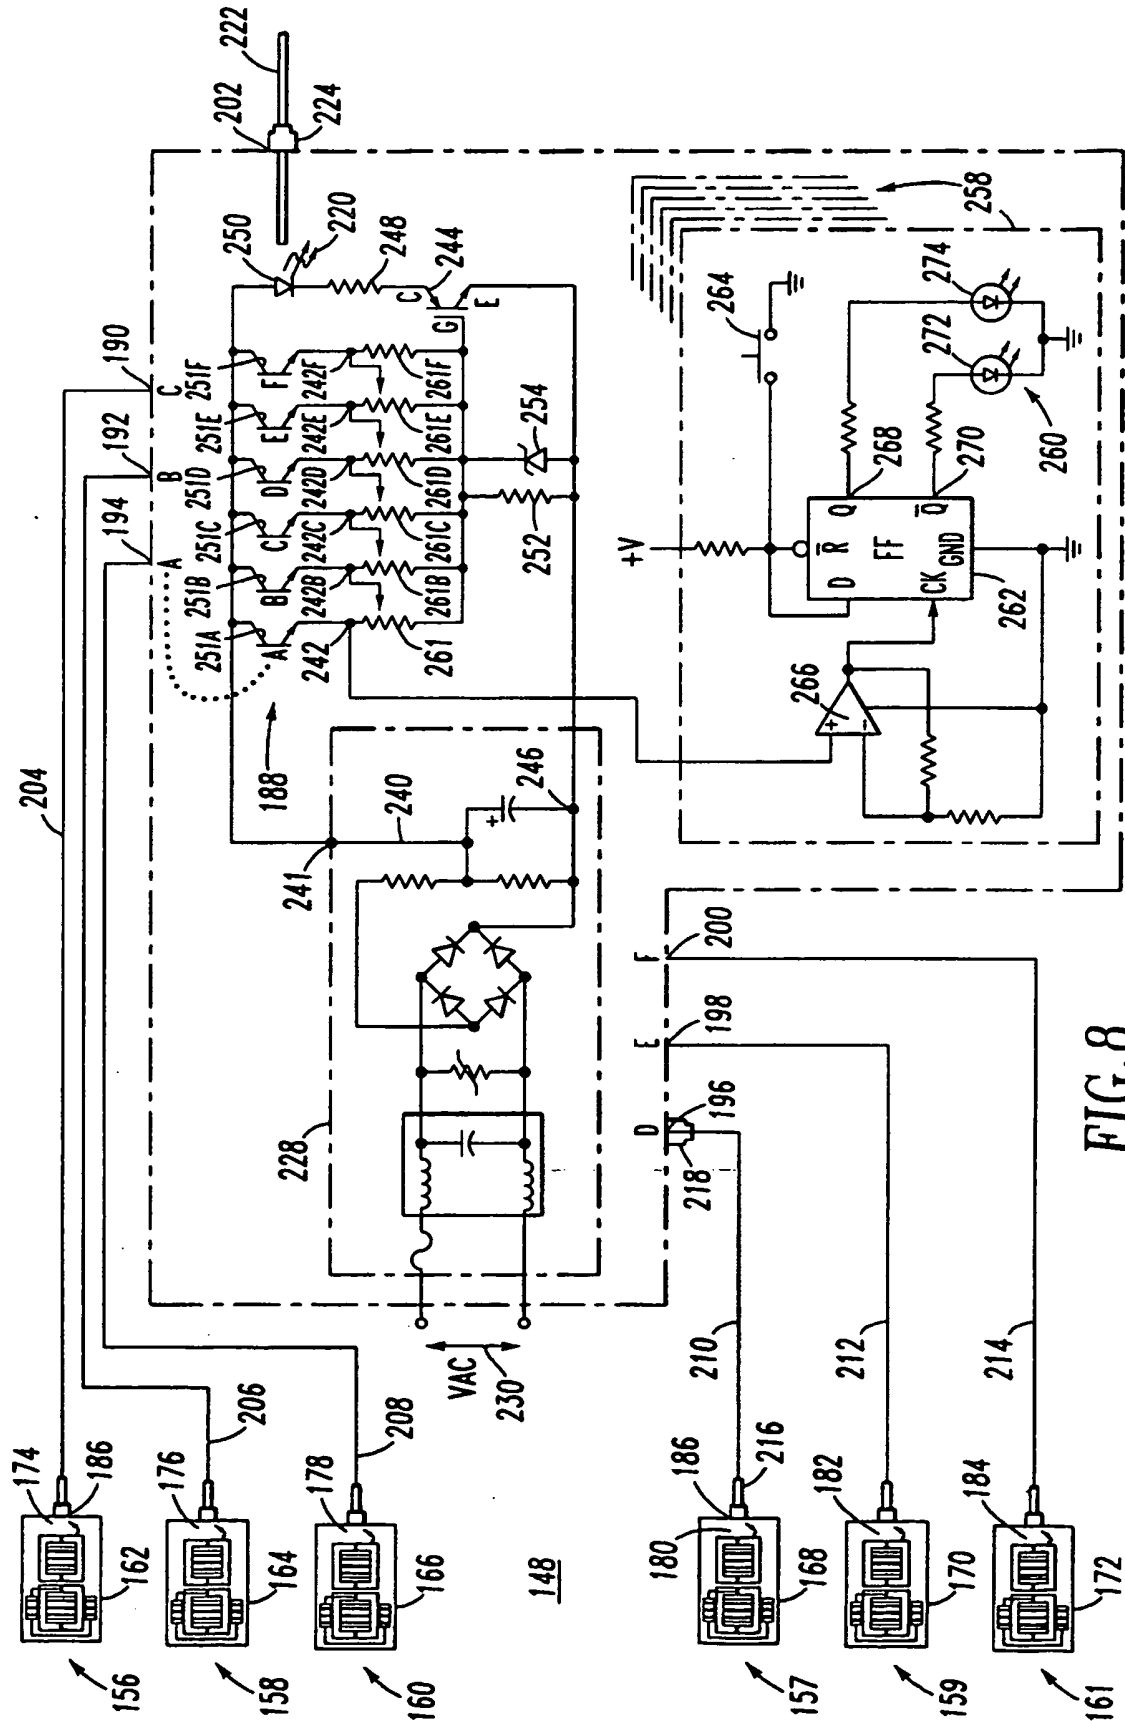 222
202
224
190
C
192
B
194
A
204
250
220
248
C
244
G
E
251F
251E
251D
251C
251B
251A
F
E
D
C
B
A
242F
242E
242D
242C
242B
242
261F
261E
261D
261C
261B
261
254
252
188
258
264
+V
274
272
260
Q
268
Q̅
270
D
R̅
FF
CK
GND
262
266
+
−
240
241
246
+
228
VAC
230
F
200
E
198
D
196
218
210
212
214
206
208
174
186
162
156
176
164
158
178
166
160
148
186
216
180
168
157
182
170
159
184
172
161
FIG.8